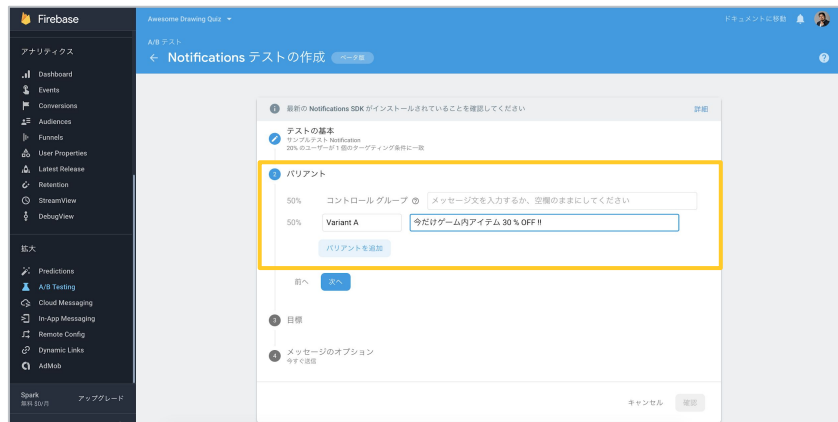 Firebase
Awesome Drawing Quiz
ドキュメントに移動
A/B テスト
Notifications テストの作成 ベータ版
アナリティクス
Dashboard
Events
Conversions
Audiences
Funnels
User Properties
Latest Release
Retention
StreamView
DebugView
拡大
Predictions
A/B Testing
Cloud Messaging
In-App Messaging
Remote Config
Dynamic Links
AdMob
Spark
無料 $0/月
アップグレード
最新の Notifications SDK がインストールされていることを確認してください 詳細
テストの基本
サンプルテスト Notification
20% のユーザーが 1 個のターゲティング条件に一致
2 バリアント
50% コントロール グループ メッセージ文を入力するか、空欄のままにしてください
50% Variant A 今だけゲーム内アイテム 30 % OFF !!
バリアントを追加
前へ 次へ
3 目標
4 メッセージのオプション
今すぐ送信
キャンセル 確認